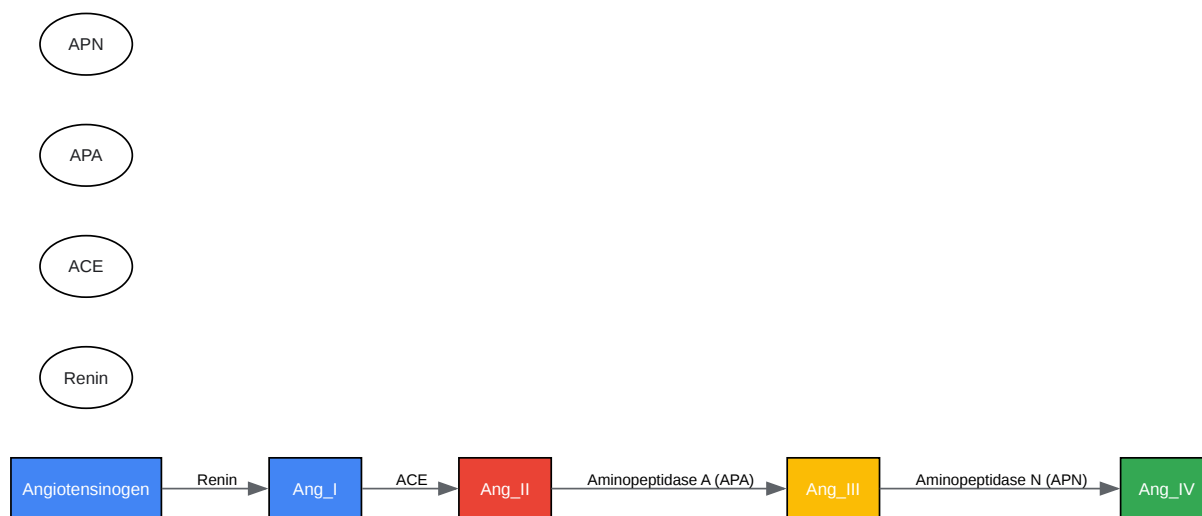 APN
APA
ACE
Renin
Angiotensinogen
Renin
Ang_I
ACE
Ang_II
Aminopeptidase A (APA)
Ang_III
Aminopeptidase N (APN)
Ang_IV